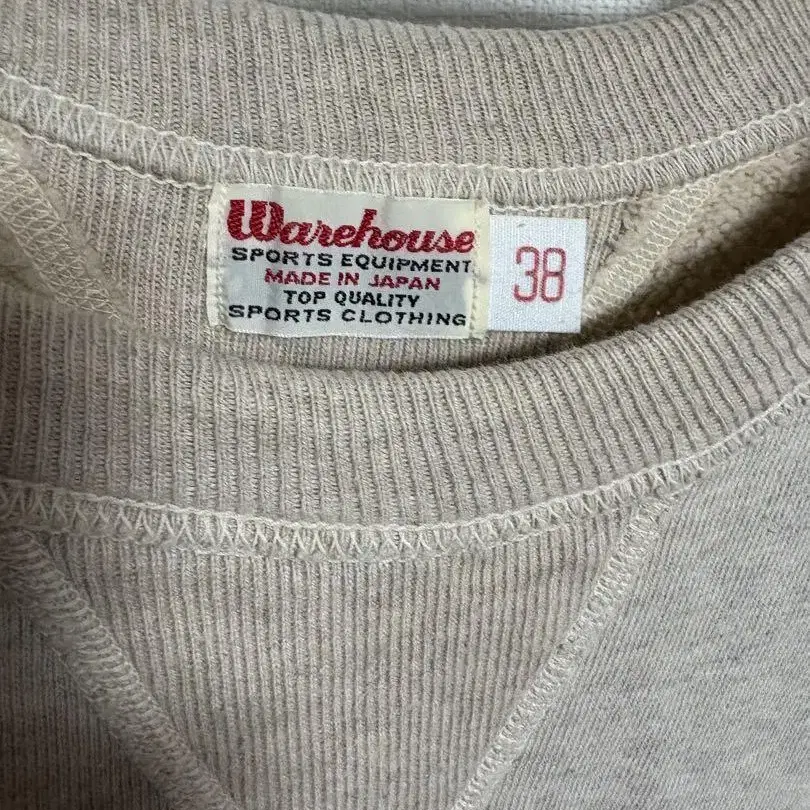 Warehouse
SPORTS EQUIPMENT
MADE IN JAPAN
TOP QUALITY
SPORTS CLOTHING
38